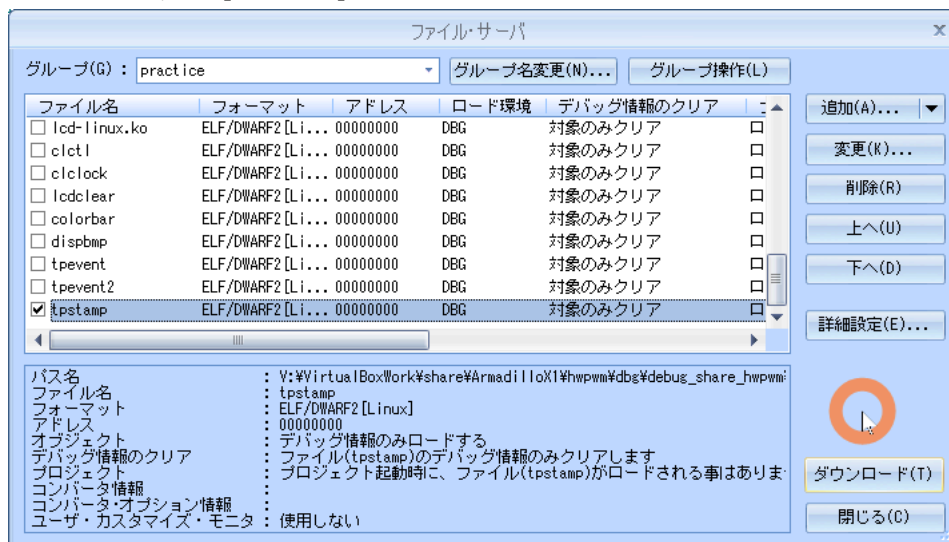 ファイル・サーバ x
グループ(G) : practice グループ名変更(N)... グループ操作(L)
ファイル名 フォーマット アドレス ロード環境 デバッグ情報のクリア
lcd-linux.ko ELF/DWARF2[Li... 00000000 DBG 対象のみクリア ロ
clctl ELF/DWARF2[Li... 00000000 DBG 対象のみクリア ロ
clclock ELF/DWARF2[Li... 00000000 DBG 対象のみクリア ロ
lcdclear ELF/DWARF2[Li... 00000000 DBG 対象のみクリア ロ
colorbar ELF/DWARF2[Li... 00000000 DBG 対象のみクリア ロ
dispbmp ELF/DWARF2[Li... 00000000 DBG 対象のみクリア ロ
tpevent ELF/DWARF2[Li... 00000000 DBG 対象のみクリア ロ
tpevent2 ELF/DWARF2[Li... 00000000 DBG 対象のみクリア ロ
tpstamp ELF/DWARF2[Li... 00000000 DBG 対象のみクリア ロ
追加(A)...
変更(K)...
削除(R)
上へ(U)
下へ(D)
詳細設定(E)...
パス名 : V:¥VirtualBoxWork¥share¥ArmadilloX1¥hwpwm¥dbg¥debug_share_hwpwm
ファイル名 : tpstamp
フォーマット : ELF/DWARF2[Linux]
アドレス : 00000000
オブジェクト : デバッグ情報のみロードする
デバッグ情報のクリア : ファイル(tpstamp)のデバッグ情報のみクリアします
プロジェクト : プロジェクト起動時に、ファイル(tpstamp)がロードされる事はありま
コンバータ情報 :
コンバータ・オプション情報 :
ユーザ・カスタマイズ・モニタ : 使用しない
ダウンロード(T)
閉じる(C)